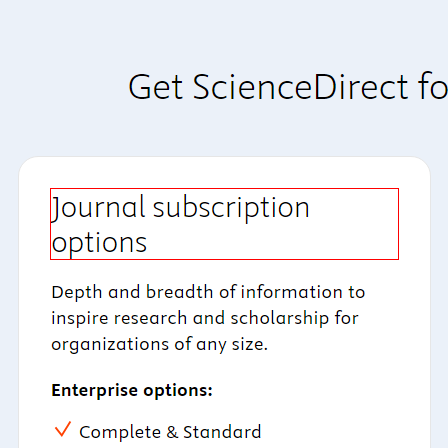 Get ScienceDirect fo
Journal subscription
options
Depth and breadth of information to
inspire research and scholarship for
organizations of any size.
Enterprise options:
Complete & Standard